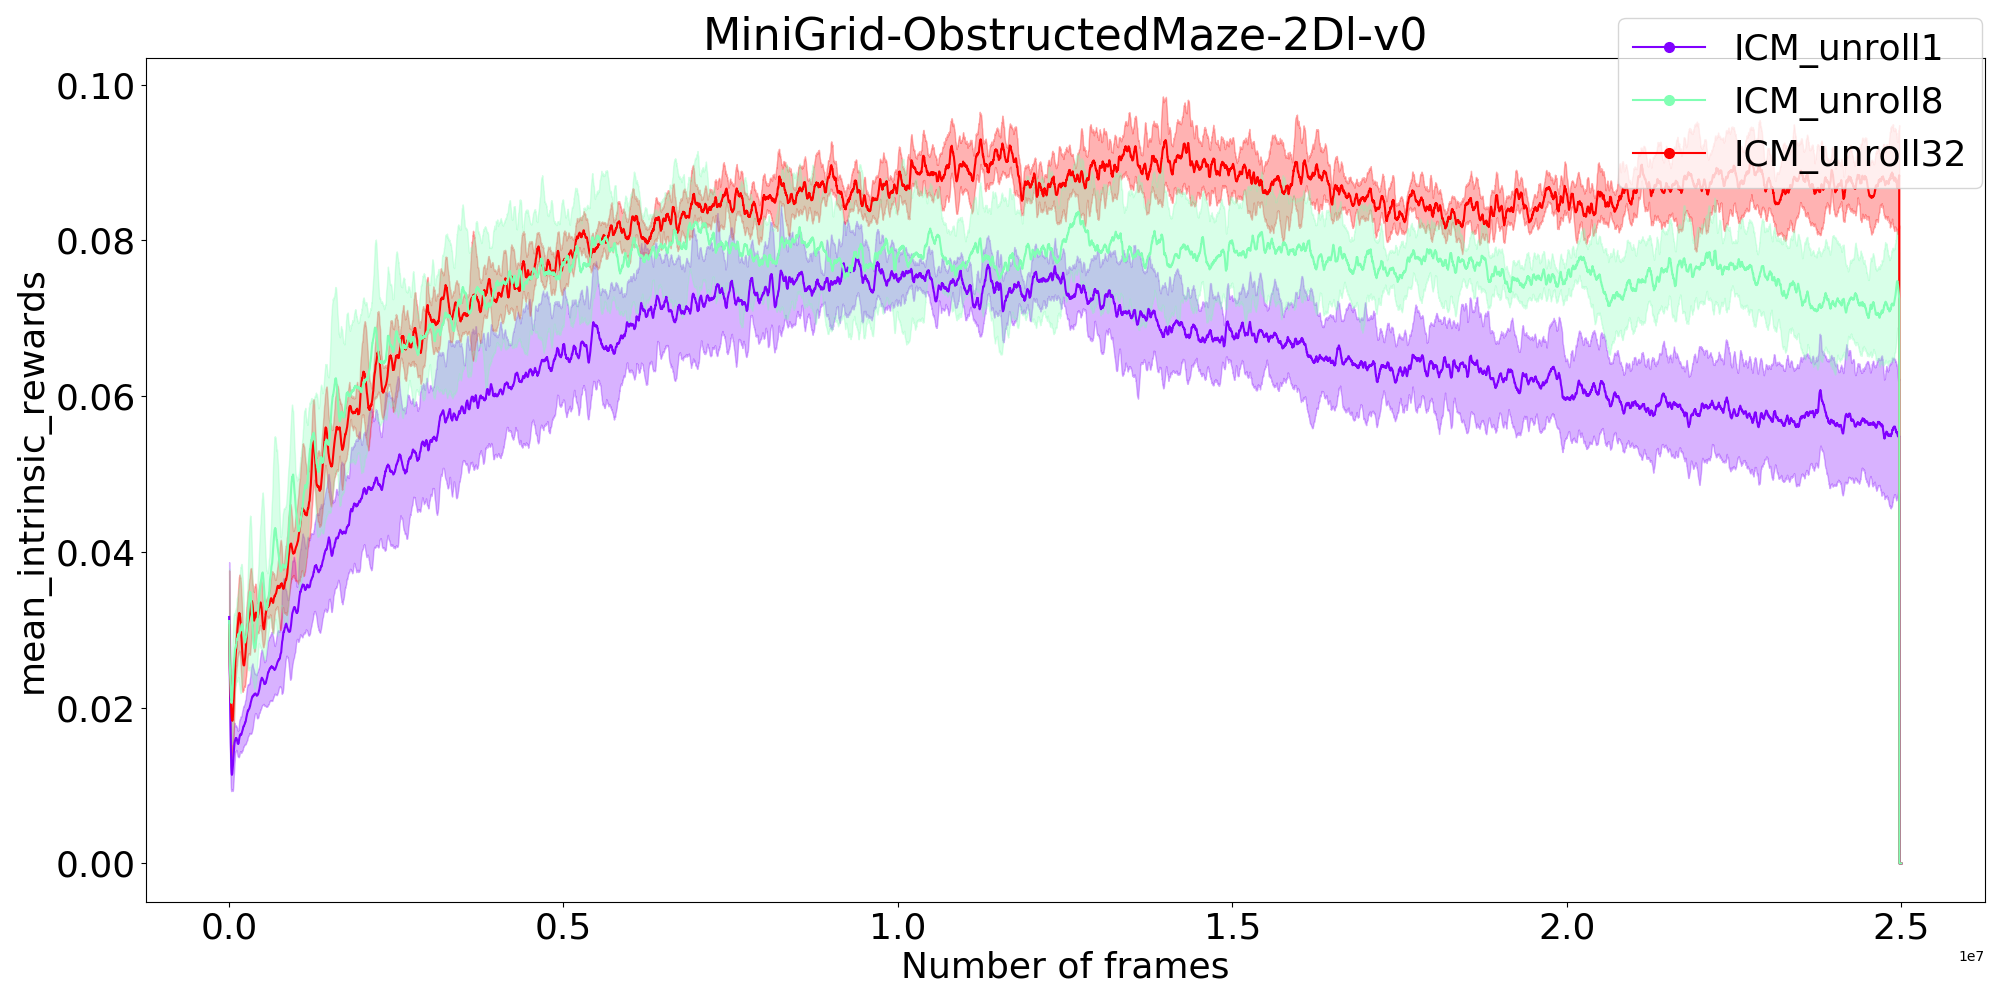 MiniGrid-ObstructedMaze-2Dl-v0
ICM_unroll1
ICM_unroll8
ICM_unroll32
mean_intrinsic_rewards
0.10
0.08
0.06
0.04
0.02
0.00
0.0 0.5 1.0 1.5 2.0 2.5
1e7
Number of frames